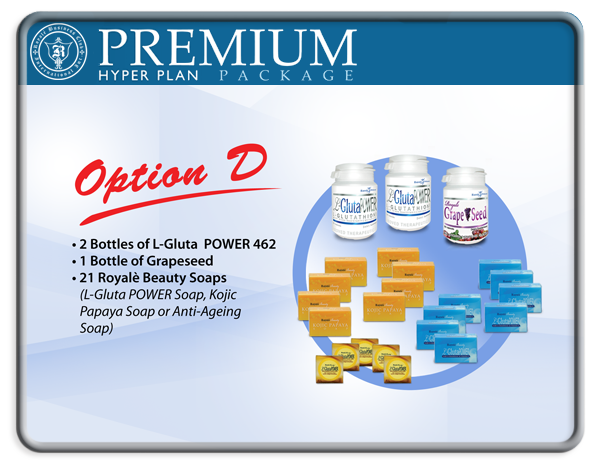 PREMIUM
HYPER PLAN PACKAGE
Option D
• 2 Bottles of L-Gluta POWER 462
• 1 Bottle of Grapeseed
• 21 Royalè Beauty Soaps
(L-Gluta POWER Soap, Kojic
Papaya Soap or Anti-Ageing
Soap)
L-Gluta POWER
GLUTATHIONE
L-Gluta POWER
GLUTATHIONE
Royale
Grape Seed